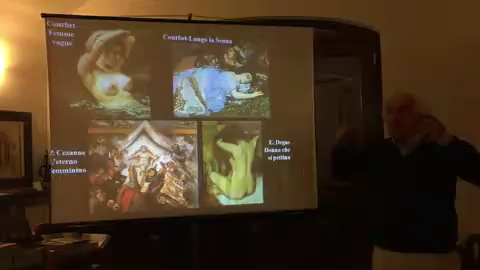 Courbet
Femme
vague
Courbet-Lungo la Senna
P. Cezanne
L'eterno
femminino
E. Degas
Donna che
si pettina